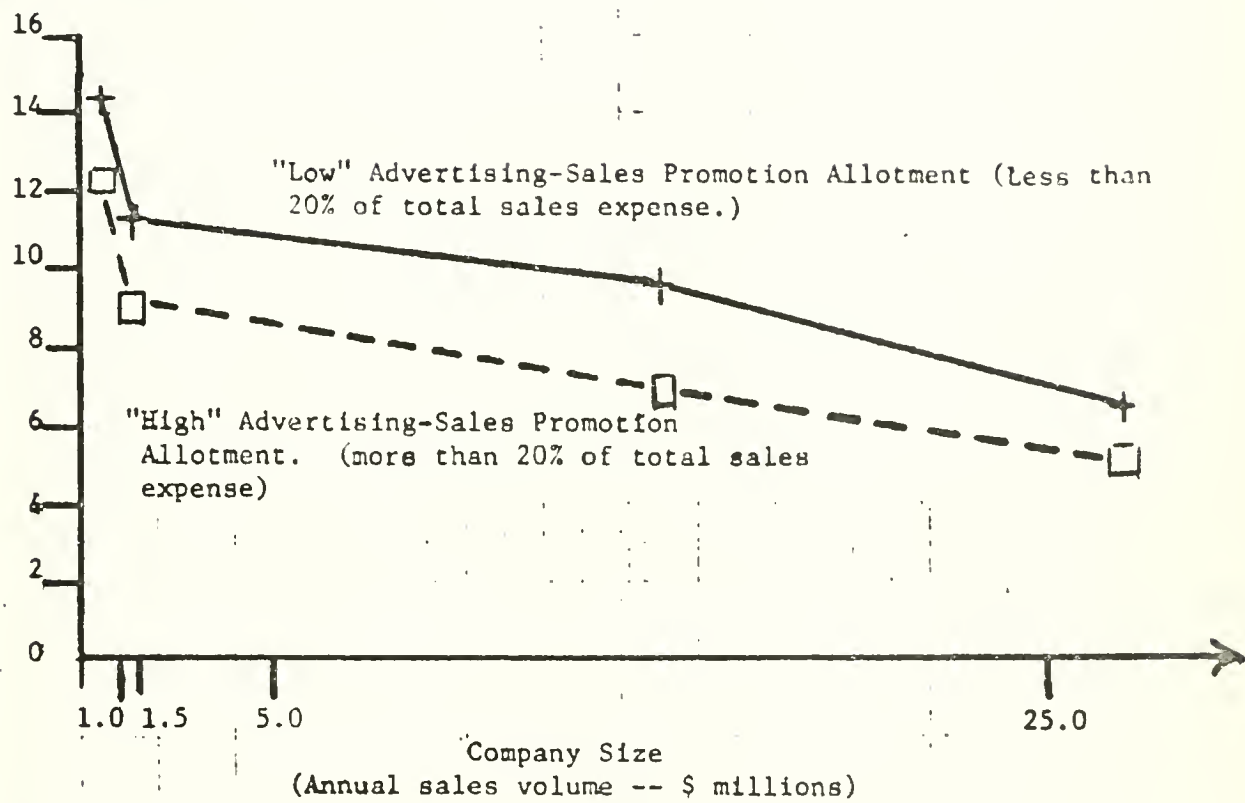 16
14
"Low" Advertising-Sales Promotion Allotment (Less than
20% of total sales expense.)
12
10
8
"High" Advertising-Sales Promotion
Allotment. (more than 20% of total sales
expense)
6
4
2
0
1.0 1.5 5.0 25.0
Company Size
(Annual sales volume -- $ millions)